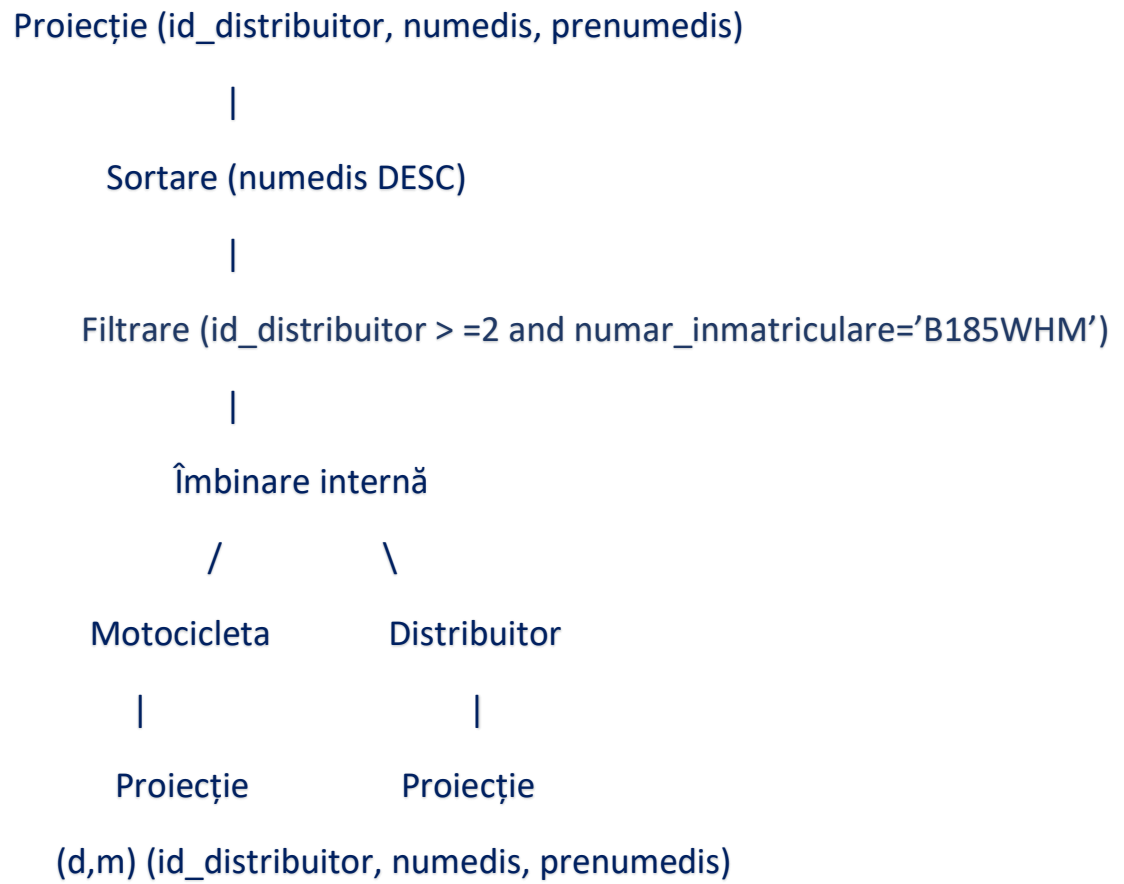 Proiecție (id_distribuitor, numedis, prenumedis)
|
Sortare (numedis DESC)
|
Filtrare (id_distribuitor > =2 and numar_inmatriculare=’B185WHM’)
|
Îmbinare internă
/ \
Motocicleta Distribuitor
| |
Proiecție Proiecție
(d,m) (id_distribuitor, numedis, prenumedis)